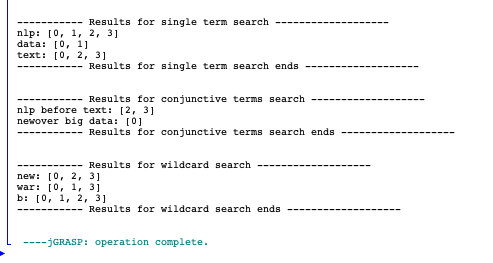 ----------- Results for single term search -------------------
nlp: [0, 1, 2, 3]
data: [0, 1]
text: [0, 2, 3]
----------- Results for single term search ends -------------------
----------- Results for conjunctive terms search -------------------
nlp before text: [2, 3]
newover big data: [0]
----------- Results for conjunctive terms search ends -------------------
----------- Results for wildcard search -------------------
new: [0, 2, 3]
war: [0, 1, 3]
b: [0, 1, 2, 3]
----------- Results for wildcard search ends -------------------
----jGRASP: operation complete.